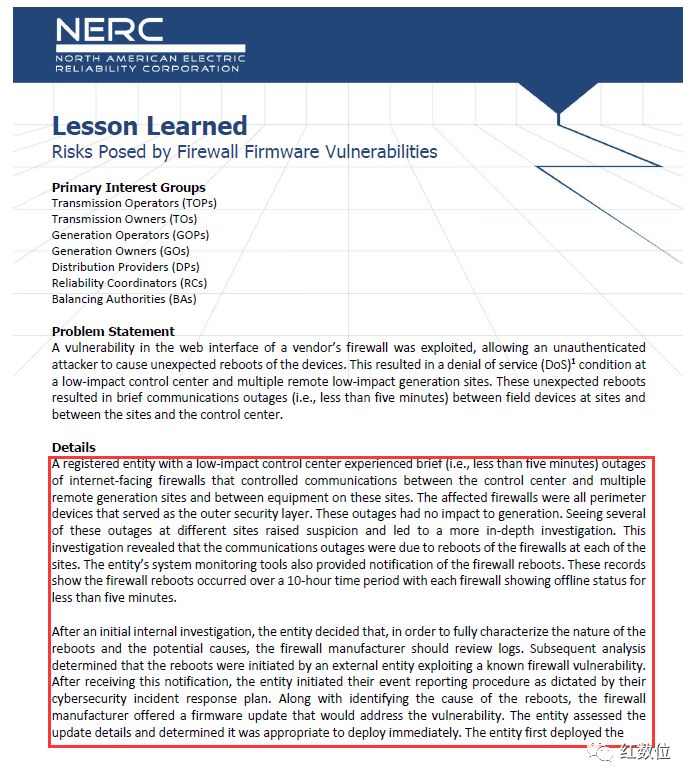 NERC
NORTH AMERICAN ELECTRIC
RELIABILITY CORPORATION
Lesson Learned
Risks Posed by Firewall Firmware Vulnerabilities
Primary Interest Groups
Transmission Operators (TOPs)
Transmission Owners (TOs)
Generation Operators (GOPs)
Generation Owners (GOs)
Distribution Providers (DPs)
Reliability Coordinators (RCs)
Balancing Authorities (BAs)
Problem Statement
A vulnerability in the web interface of a vendor’s firewall was exploited, allowing an unauthenticated
attacker to cause unexpected reboots of the devices. This resulted in a denial of service (DoS)¹ condition at
a low-impact control center and multiple remote low-impact generation sites. These unexpected reboots
resulted in brief communications outages (i.e., less than five minutes) between field devices at sites and
between the sites and the control center.
Details
A registered entity with a low-impact control center experienced brief (i.e., less than five minutes) outages
of internet-facing firewalls that controlled communications between the control center and multiple
remote generation sites and between equipment on these sites. The affected firewalls were all perimeter
devices that served as the outer security layer. These outages had no impact to generation. Seeing several
of these outages at different sites raised suspicion and led to a more in-depth investigation. This
investigation revealed that the communications outages were due to reboots of the firewalls at each of the
sites. The entity’s system monitoring tools also provided notification of the firewall reboots. These records
show the firewall reboots occurred over a 10-hour time period with each firewall showing offline status for
less than five minutes.
After an initial internal investigation, the entity decided that, in order to fully characterize the nature of the
reboots and the potential causes, the firewall manufacturer should review logs. Subsequent analysis
determined that the reboots were initiated by an external entity exploiting a known firewall vulnerability.
After receiving this notification, the entity initiated their event reporting procedure as dictated by their
cybersecurity incident response plan. Along with identifying the cause of the reboots, the firewall
manufacturer offered a firmware update that would address the vulnerability. The entity assessed the
update details and determined it was appropriate to deploy immediately. The entity first deployed the
红数位